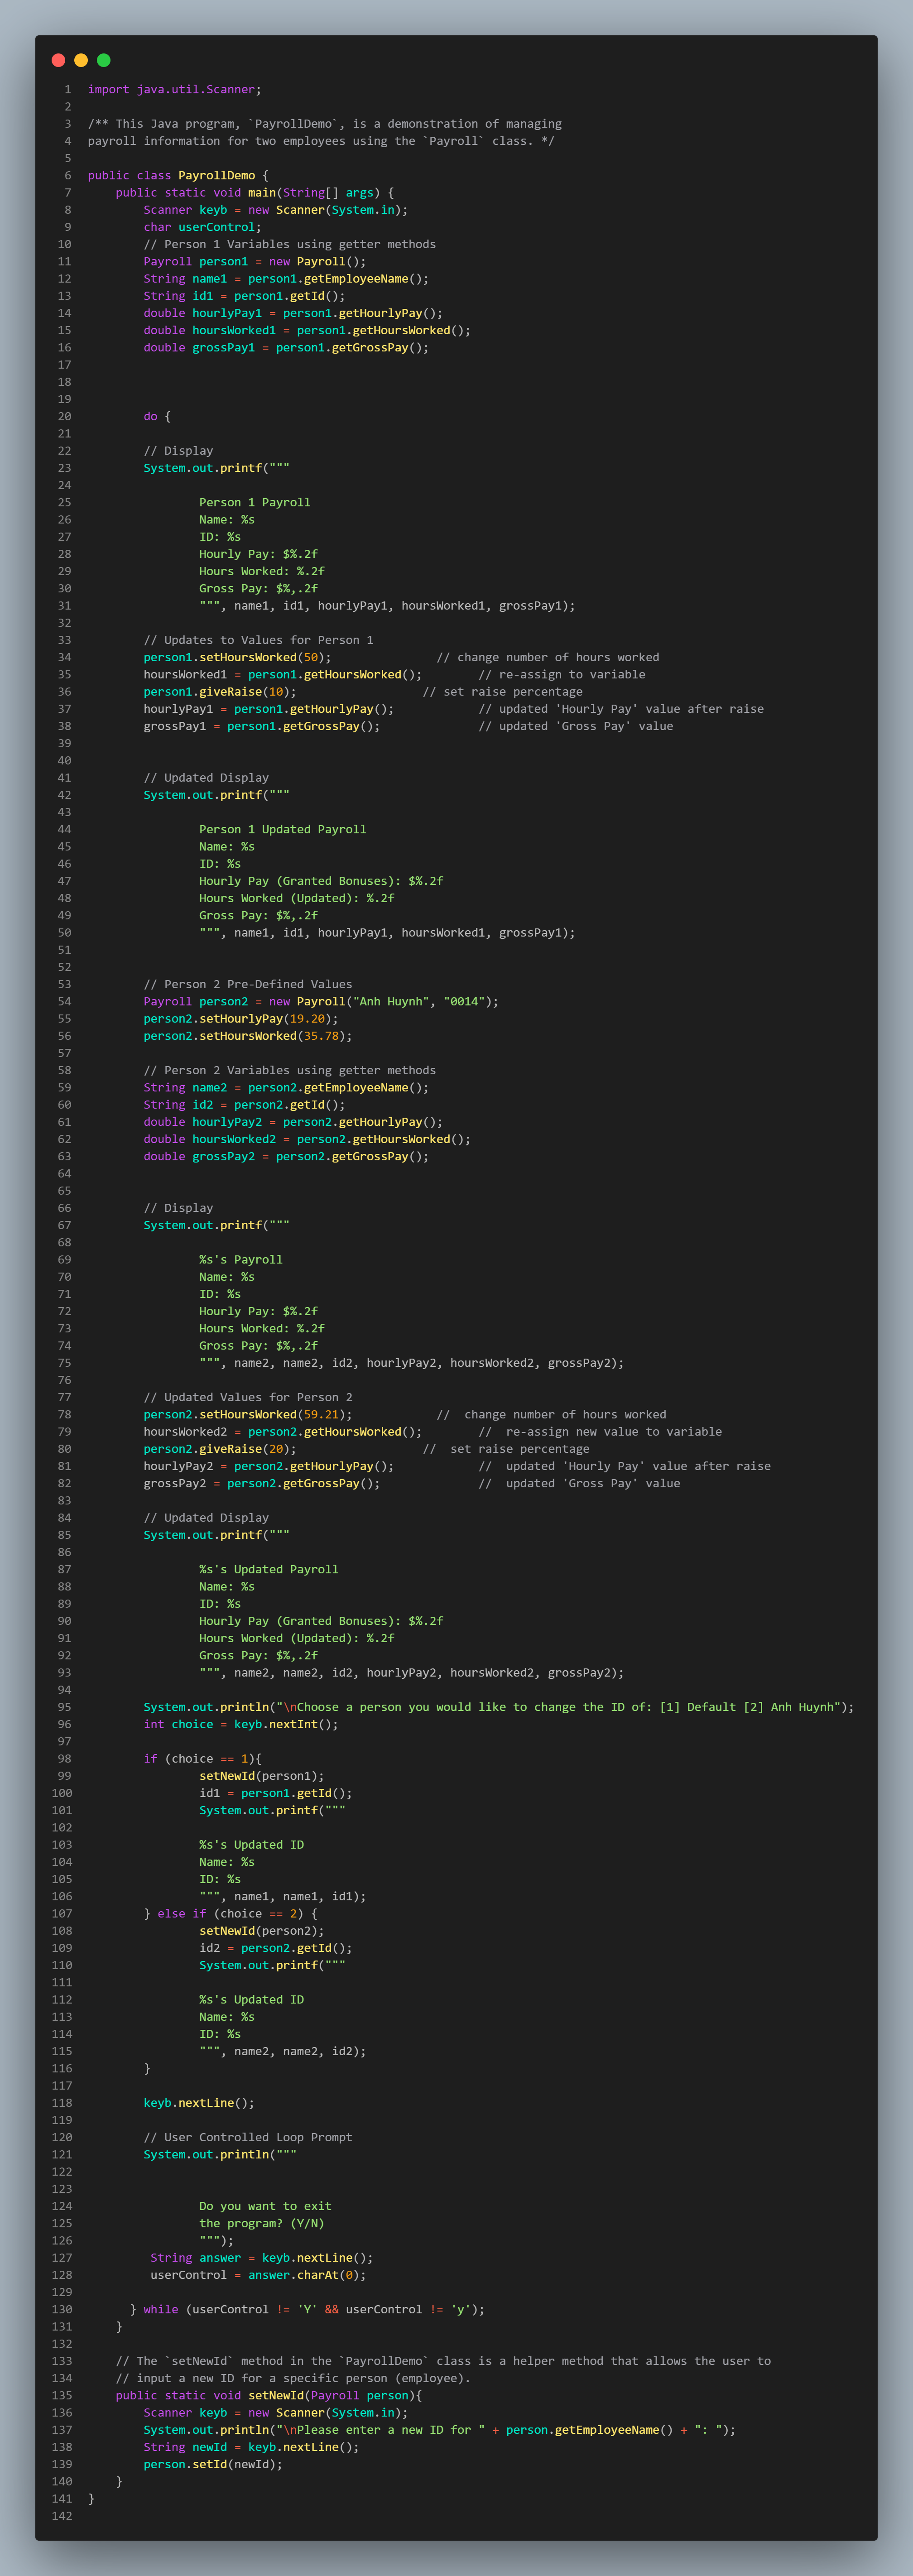 1 import java.util.Scanner;
2
3 /** This Java program, `PayrollDemo`, is a demonstration of managing
4 payroll information for two employees using the `Payroll` class. */
5
6 public class PayrollDemo {
7     public static void main(String[] args) {
8         Scanner keyb = new Scanner(System.in);
9         char userControl;
10         // Person 1 Variables using getter methods
11         Payroll person1 = new Payroll();
12         String name1 = person1.getEmployeeName();
13         String id1 = person1.getId();
14         double hourlyPay1 = person1.getHourlyPay();
15         double hoursWorked1 = person1.getHoursWorked();
16         double grossPay1 = person1.getGrossPay();
17
18
19
20         do {
21
22         // Display
23         System.out.printf("""
24
25                 Person 1 Payroll
26                 Name: %s
27                 ID: %s
28                 Hourly Pay: $%.2f
29                 Hours Worked: %.2f
30                 Gross Pay: $%,.2f
31                 """, name1, id1, hourlyPay1, hoursWorked1, grossPay1);
32
33         // Updates to Values for Person 1
34         person1.setHoursWorked(50);               // change number of hours worked
35         hoursWorked1 = person1.getHoursWorked();        // re-assign to variable
36         person1.giveRaise(10);                  // set raise percentage
37         hourlyPay1 = person1.getHourlyPay();            // updated 'Hourly Pay' value after raise
38         grossPay1 = person1.getGrossPay();              // updated 'Gross Pay' value
39
40
41         // Updated Display
42         System.out.printf("""
43
44                 Person 1 Updated Payroll
45                 Name: %s
46                 ID: %s
47                 Hourly Pay (Granted Bonuses): $%.2f
48                 Hours Worked (Updated): %.2f
49                 Gross Pay: $%,.2f
50                 """, name1, id1, hourlyPay1, hoursWorked1, grossPay1);
51
52
53         // Person 2 Pre-Defined Values
54         Payroll person2 = new Payroll("Anh Huynh", "0014");
55         person2.setHourlyPay(19.20);
56         person2.setHoursWorked(35.78);
57
58         // Person 2 Variables using getter methods
59         String name2 = person2.getEmployeeName();
60         String id2 = person2.getId();
61         double hourlyPay2 = person2.getHourlyPay();
62         double hoursWorked2 = person2.getHoursWorked();
63         double grossPay2 = person2.getGrossPay();
64
65
66         // Display
67         System.out.printf("""
68
69                 %s's Payroll
70                 Name: %s
71                 ID: %s
72                 Hourly Pay: $%.2f
73                 Hours Worked: %.2f
74                 Gross Pay: $%,.2f
75                 """, name2, name2, id2, hourlyPay2, hoursWorked2, grossPay2);
76
77         // Updated Values for Person 2
78         person2.setHoursWorked(59.21);            //  change number of hours worked
79         hoursWorked2 = person2.getHoursWorked();        //  re-assign new value to variable
80         person2.giveRaise(20);                  //  set raise percentage
81         hourlyPay2 = person2.getHourlyPay();            //  updated 'Hourly Pay' value after raise
82         grossPay2 = person2.getGrossPay();              //  updated 'Gross Pay' value
83
84         // Updated Display
85         System.out.printf("""
86
87                 %s's Updated Payroll
88                 Name: %s
89                 ID: %s
90                 Hourly Pay (Granted Bonuses): $%.2f
91                 Hours Worked (Updated): %.2f
92                 Gross Pay: $%,.2f
93                 """, name2, name2, id2, hourlyPay2, hoursWorked2, grossPay2);
94
95         System.out.println("\nChoose a person you would like to change the ID of: [1] Default [2] Anh Huynh");
96         int choice = keyb.nextInt();
97
98         if (choice == 1){
99                 setNewId(person1);
100                 id1 = person1.getId();
101                 System.out.printf("""
102
103                 %s's Updated ID
104                 Name: %s
105                 ID: %s
106                 """, name1, name1, id1);
107         } else if (choice == 2) {
108                 setNewId(person2);
109                 id2 = person2.getId();
110                 System.out.printf("""
111
112                 %s's Updated ID
113                 Name: %s
114                 ID: %s
115                 """, name2, name2, id2);
116         }
117
118         keyb.nextLine();
119
120         // User Controlled Loop Prompt
121         System.out.println("""
122
123
124                 Do you want to exit
125                 the program? (Y/N)
126                 """);
127          String answer = keyb.nextLine();
128          userControl = answer.charAt(0);
129
130       } while (userControl != 'Y' && userControl != 'y');
131     }
132
133     // The `setNewId` method in the `PayrollDemo` class is a helper method that allows the user to
134     // input a new ID for a specific person (employee).
135     public static void setNewId(Payroll person){
136         Scanner keyb = new Scanner(System.in);
137         System.out.println("\nPlease enter a new ID for " + person.getEmployeeName() + ": ");
138         String newId = keyb.nextLine();
139         person.setId(newId);
140     }
141 }
142